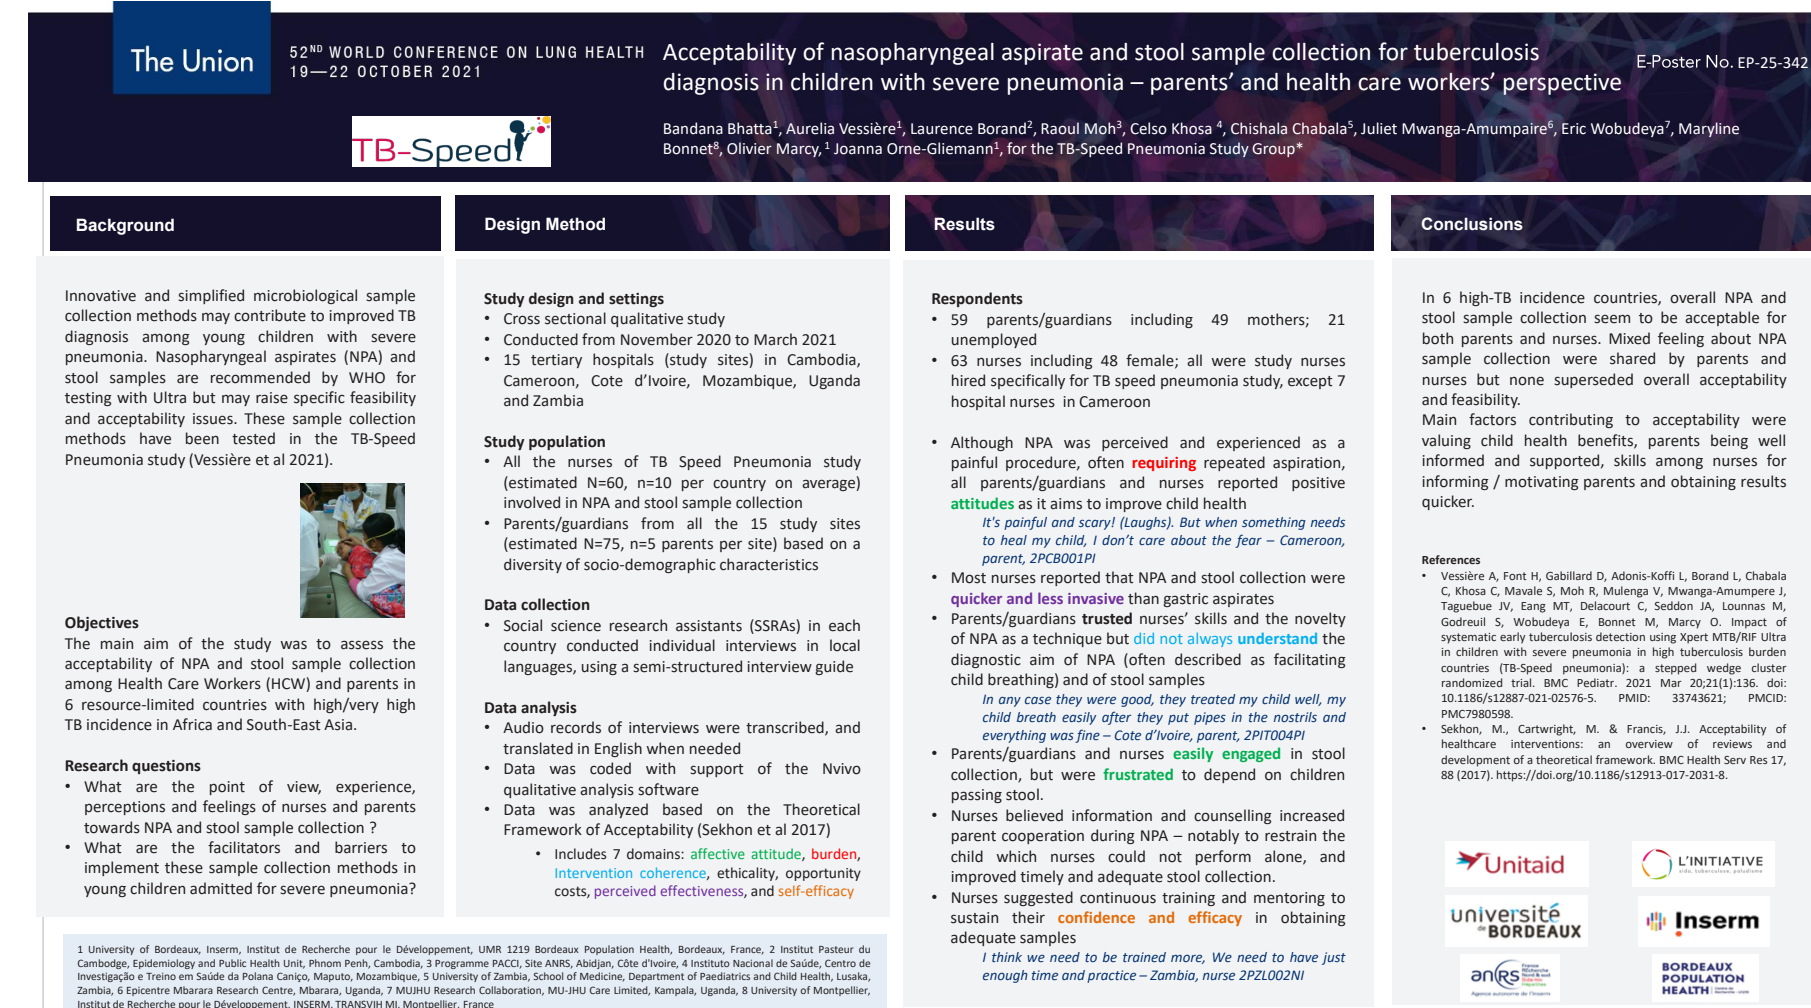 The Union
52ND WORLD CONFERENCE ON LUNG HEALTH
19—22 OCTOBER 2021
TB-Speed
Acceptability of nasopharyngeal aspirate and stool sample collection for tuberculosis
diagnosis in children with severe pneumonia – parents’ and health care workers’ perspective
E-Poster No. EP-25-342
Bandana Bhatta1, Aurelia Vessière1, Laurence Borand2, Raoul Moh3, Celso Khosa 4, Chishala Chabala5, Juliet Mwanga-Amumpaire6, Eric Wobudeya7, Maryline
Bonnet8, Olivier Marcy, 1 Joanna Orne-Gliemann1, for the TB-Speed Pneumonia Study Group*
Background
Innovative and simplified microbiological sample
collection methods may contribute to improved TB
diagnosis among young children with severe
pneumonia. Nasopharyngeal aspirates (NPA) and
stool samples are recommended by WHO for
testing with Ultra but may raise specific feasibility
and acceptability issues. These sample collection
methods have been tested in the TB-Speed
Pneumonia study (Vessière et al 2021).
Objectives
The main aim of the study was to assess the
acceptability of NPA and stool sample collection
among Health Care Workers (HCW) and parents in
6 resource-limited countries with high/very high
TB incidence in Africa and South-East Asia.
Research questions
• What are the point of view, experience,
perceptions and feelings of nurses and parents
towards NPA and stool sample collection ?
• What are the facilitators and barriers to
implement these sample collection methods in
young children admitted for severe pneumonia?
Design Method
Study design and settings
• Cross sectional qualitative study
• Conducted from November 2020 to March 2021
• 15 tertiary hospitals (study sites) in Cambodia,
Cameroon, Cote d’Ivoire, Mozambique, Uganda
and Zambia
Study population
• All the nurses of TB Speed Pneumonia study
(estimated N=60, n=10 per country on average)
involved in NPA and stool sample collection
• Parents/guardians from all the 15 study sites
(estimated N=75, n=5 parents per site) based on a
diversity of socio-demographic characteristics
Data collection
• Social science research assistants (SSRAs) in each
country conducted individual interviews in local
languages, using a semi-structured interview guide
Data analysis
• Audio records of interviews were transcribed, and
translated in English when needed
• Data was coded with support of the Nvivo
qualitative analysis software
• Data was analyzed based on the Theoretical
Framework of Acceptability (Sekhon et al 2017)
• Includes 7 domains: affective attitude, burden,
Intervention coherence, ethicality, opportunity
costs, perceived effectiveness, and self-efficacy
Results
Respondents
• 59 parents/guardians including 49 mothers; 21
unemployed
• 63 nurses including 48 female; all were study nurses
hired specifically for TB speed pneumonia study, except 7
hospital nurses in Cameroon
• Although NPA was perceived and experienced as a
painful procedure, often requiring repeated aspiration,
all parents/guardians and nurses reported positive
attitudes as it aims to improve child health
It's painful and scary! (Laughs). But when something needs
to heal my child, I don’t care about the fear – Cameroon,
parent, 2PCB001PI
• Most nurses reported that NPA and stool collection were
quicker and less invasive than gastric aspirates
• Parents/guardians trusted nurses’ skills and the novelty
of NPA as a technique but did not always understand the
diagnostic aim of NPA (often described as facilitating
child breathing) and of stool samples
In any case they were good, they treated my child well, my
child breath easily after they put pipes in the nostrils and
everything was fine – Cote d’Ivoire, parent, 2PIT004PI
• Parents/guardians and nurses easily engaged in stool
collection, but were frustrated to depend on children
passing stool.
• Nurses believed information and counselling increased
parent cooperation during NPA – notably to restrain the
child which nurses could not perform alone, and
improved timely and adequate stool collection.
• Nurses suggested continuous training and mentoring to
sustain their confidence and efficacy in obtaining
adequate samples
I think we need to be trained more, We need to have just
enough time and practice – Zambia, nurse 2PZL002NI
Conclusions
In 6 high-TB incidence countries, overall NPA and
stool sample collection seem to be acceptable for
both parents and nurses. Mixed feeling about NPA
sample collection were shared by parents and
nurses but none superseded overall acceptability
and feasibility.
Main factors contributing to acceptability were
valuing child health benefits, parents being well
informed and supported, skills among nurses for
informing / motivating parents and obtaining results
quicker.
References
• Vessière A, Font H, Gabillard D, Adonis-Koffi L, Borand L, Chabala
C, Khosa C, Mavale S, Moh R, Mulenga V, Mwanga-Amumpere J,
Taguebue JV, Eang MT, Delacourt C, Seddon JA, Lounnas M,
Godreuil S, Wobudeya E, Bonnet M, Marcy O. Impact of
systematic early tuberculosis detection using Xpert MTB/RIF Ultra
in children with severe pneumonia in high tuberculosis burden
countries (TB-Speed pneumonia): a stepped wedge cluster
randomized trial. BMC Pediatr. 2021 Mar 20;21(1):136. doi:
10.1186/s12887-021-02576-5. PMID: 33743621; PMCID:
PMC7980598.
• Sekhon, M., Cartwright, M. & Francis, J.J. Acceptability of
healthcare interventions: an overview of reviews and
development of a theoretical framework. BMC Health Serv Res 17,
88 (2017). https://doi.org/10.1186/s12913-017-2031-8.
Unitaid
L'INITIATIVE
sida, tuberculose, paludisme
université
de BORDEAUX
Inserm
anRS
Agence autonome de l'Inserm
BORDEAUX
POPULATION
HEALTH
1 University of Bordeaux, Inserm, Institut de Recherche pour le Développement, UMR 1219 Bordeaux Population Health, Bordeaux, France, 2 Institut Pasteur du
Cambodge, Epidemiology and Public Health Unit, Phnom Penh, Cambodia, 3 Programme PACCI, Site ANRS, Abidjan, Côte d'Ivoire, 4 Instituto Nacional de Saúde, Centro de
Investigação e Treino em Saúde da Polana Caniço, Maputo, Mozambique, 5 University of Zambia, School of Medicine, Department of Paediatrics and Child Health, Lusaka,
Zambia, 6 Epicentre Mbarara Research Centre, Mbarara, Uganda, 7 MUJHU Research Collaboration, MU-JHU Care Limited, Kampala, Uganda, 8 University of Montpellier,
Institut de Recherche pour le Développement, INSERM, TRANSVIH MI, Montpellier, France